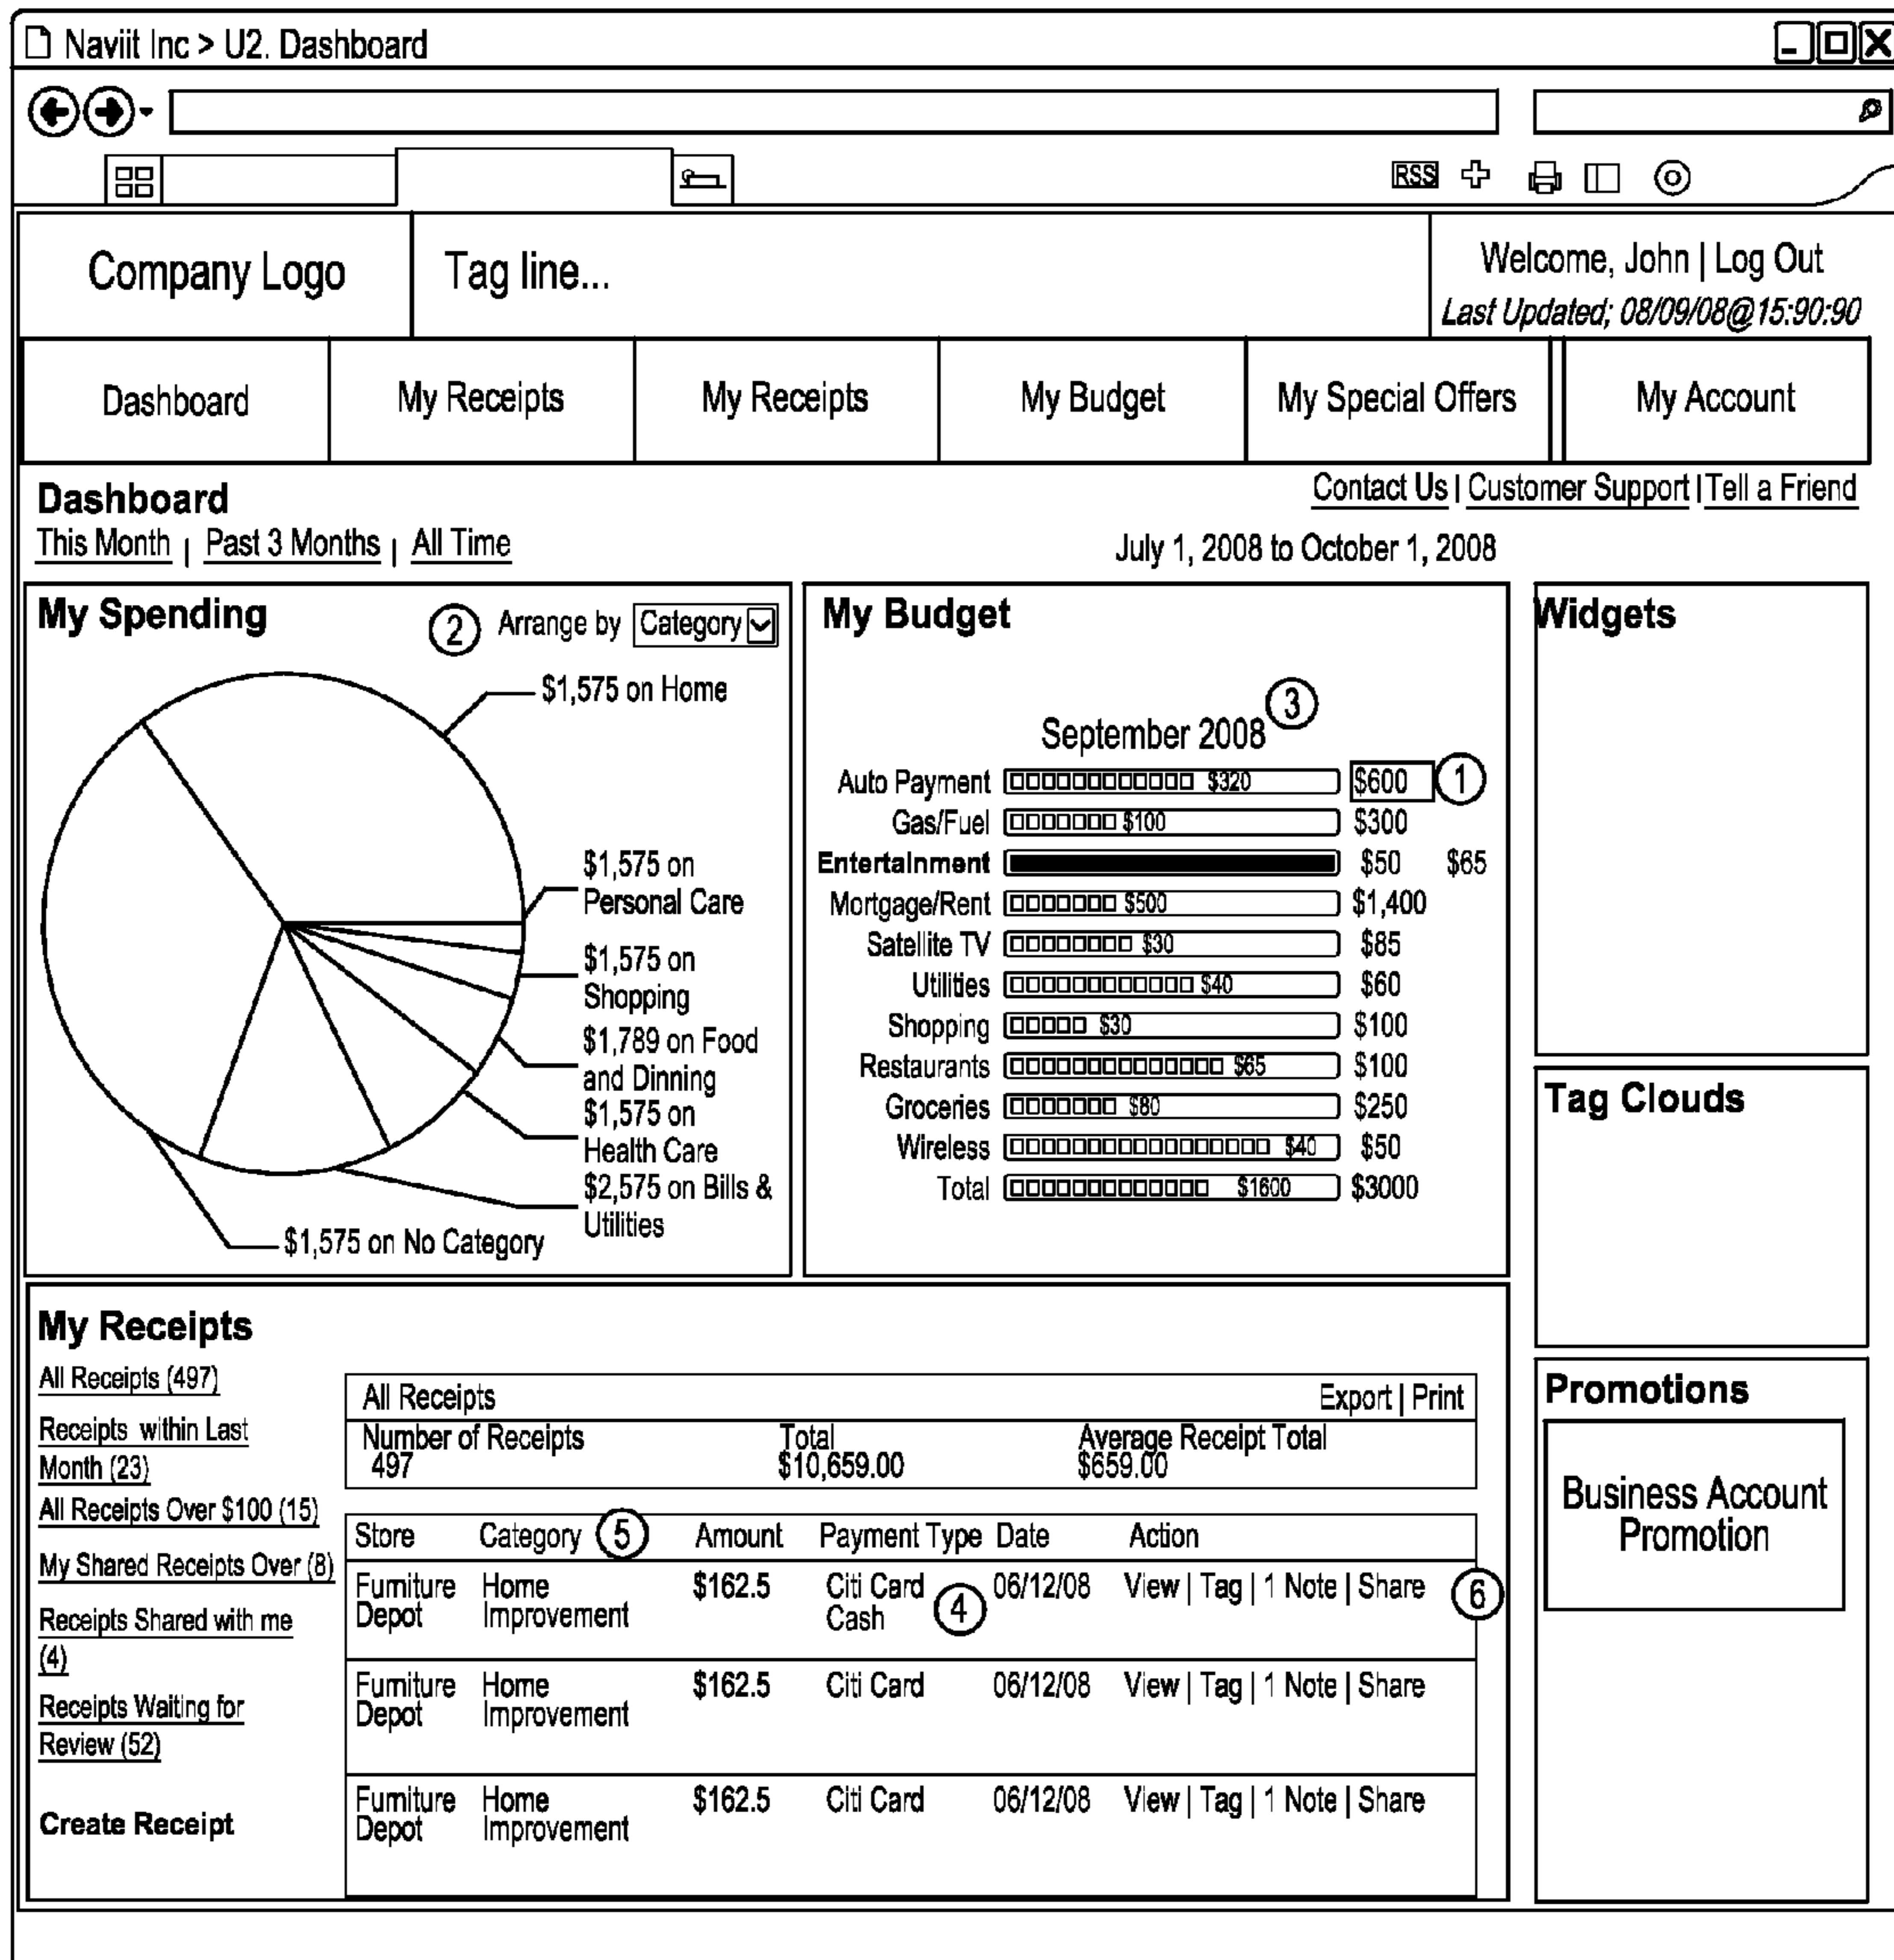 Naviit Inc > U2. Dashboard
RSS
Company Logo
Tag line...
Welcome, John | Log Out
Last Updated; 08/09/08@15:90:90
Dashboard
My Receipts
My Receipts
My Budget
My Special Offers
My Account
Dashboard
Contact Us | Customer Support | Tell a Friend
This Month | Past 3 Months | All Time
July 1, 2008 to October 1, 2008
My Spending
2 Arrange by Category
$1,575 on Home
$1,575 on
Personal Care
$1,575 on
Shopping
$1,789 on Food
and Dinning
$1,575 on
Health Care
$2,575 on Bills &
Utilities
$1,575 on No Category
My Budget
3
September 2008
Auto Payment $320 $600 1
Gas/Fuel $100 $300
Entertainment $50 $65
Mortgage/Rent $500 $1,400
Satellite TV $30 $85
Utilities $40 $60
Shopping $30 $100
Restaurants $65 $100
Groceries $80 $250
Wireless $40 $50
Total $1600 $3000
Widgets
Tag Clouds
Promotions
Business Account
Promotion
My Receipts
All Receipts (497)
Receipts within Last
Month (23)
All Receipts Over $100 (15)
My Shared Receipts Over (8)
Receipts Shared with me
(4)
Receipts Waiting for
Review (52)
Create Receipt
All Receipts Export | Print
Number of Receipts Total Average Receipt Total
497 $10,659.00 $659.00
Store Category 5 Amount Payment Type Date Action
Furniture Home $162.5 Citi Card 06/12/08 View | Tag | 1 Note | Share 6
Depot Improvement Cash 4
Furniture Home $162.5 Citi Card 06/12/08 View | Tag | 1 Note | Share
Depot Improvement
Furniture Home $162.5 Citi Card 06/12/08 View | Tag | 1 Note | Share
Depot Improvement